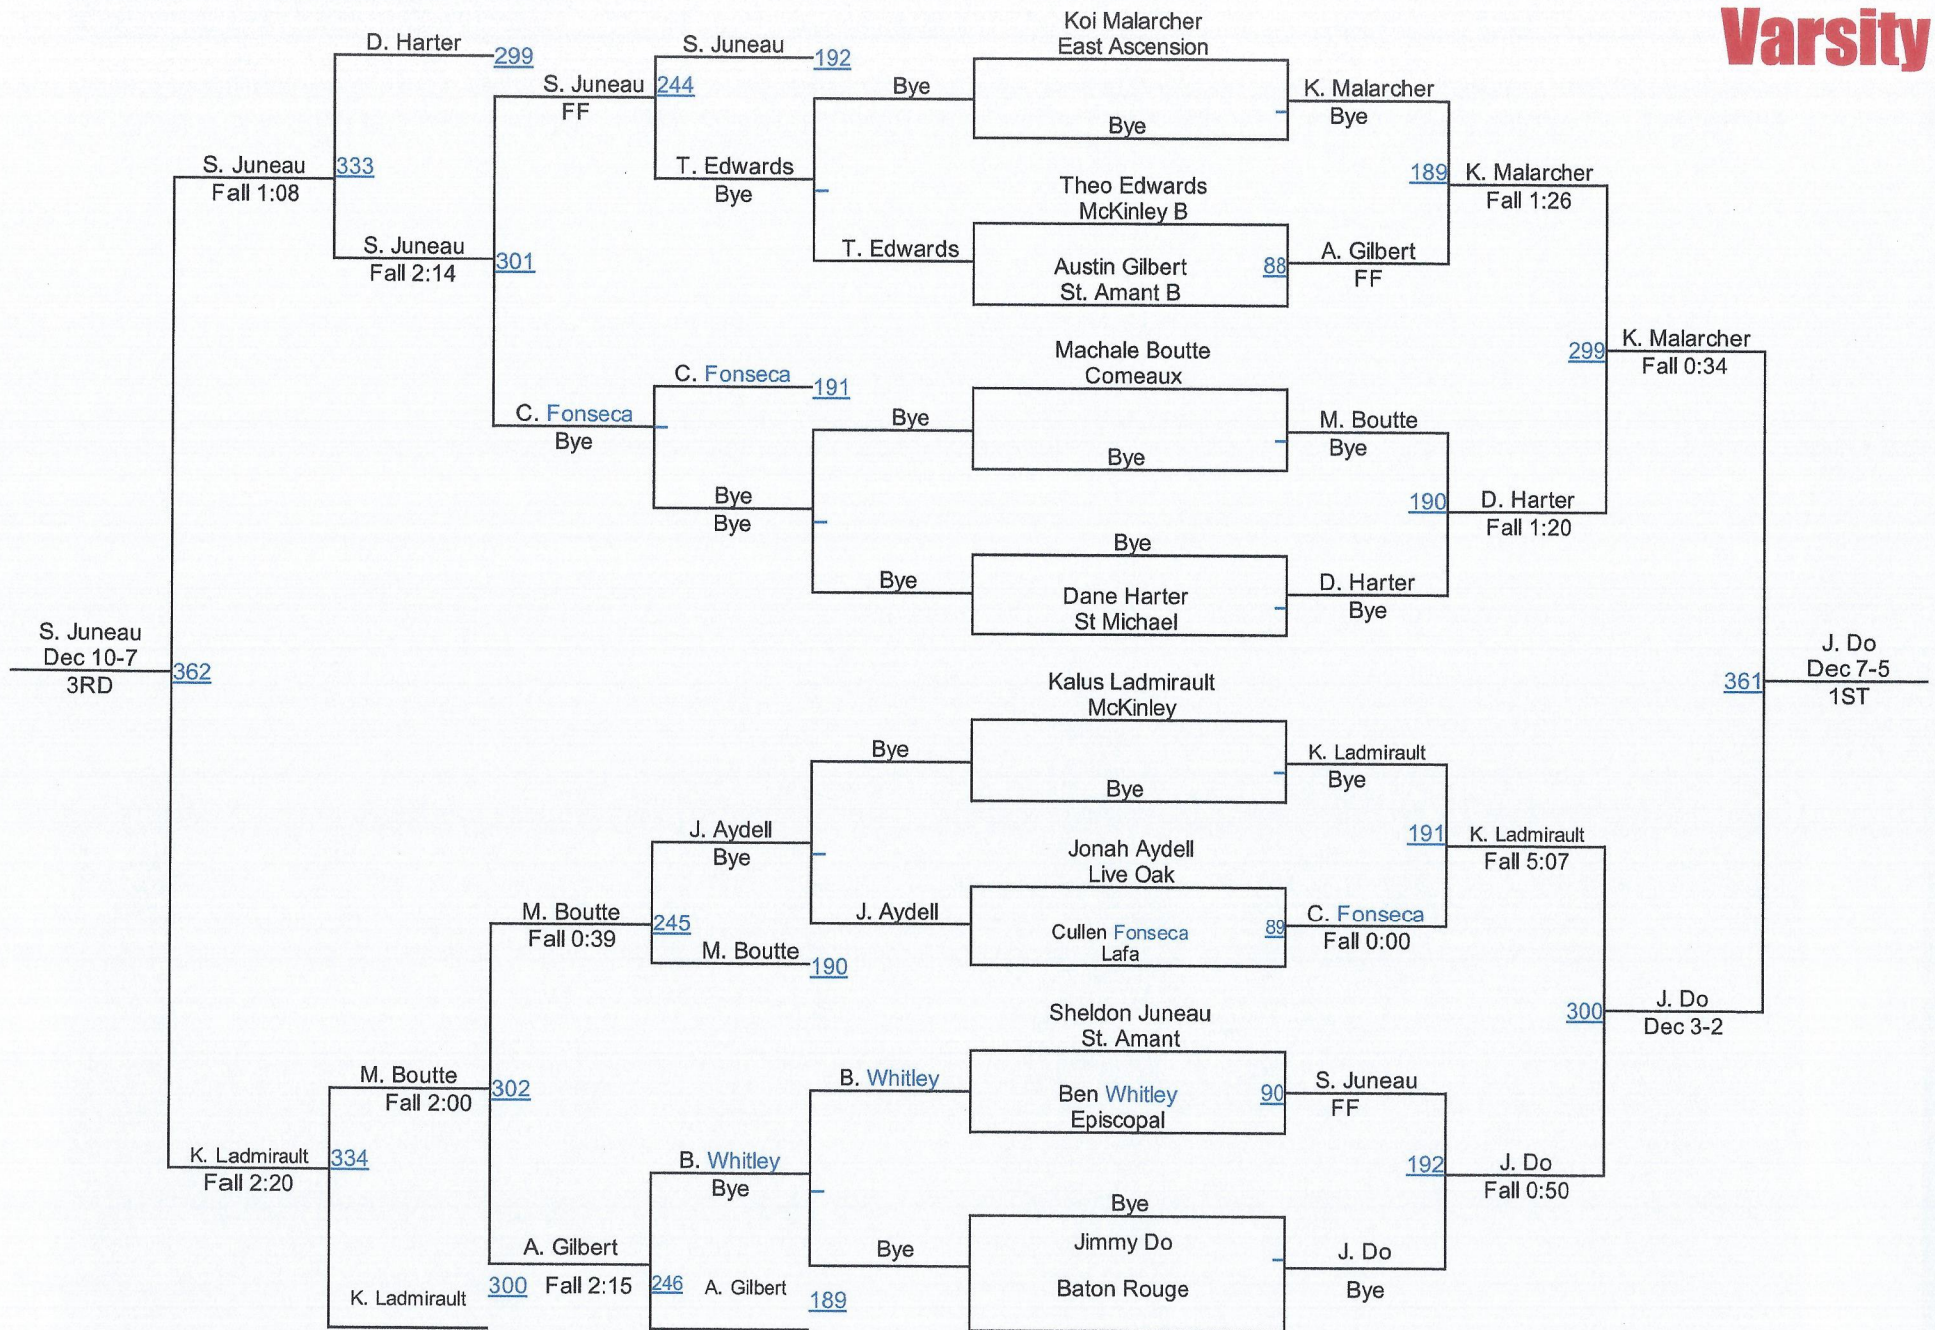 Varsity
Koi Malarcher
East Ascension
D. Harter
299
S. Juneau
192
S. Juneau
244
FF
Bye
Bye
K. Malarcher
Bye
S. Juneau
333
Fall 1:08
T. Edwards
Bye
189
K. Malarcher
Fall 1:26
Theo Edwards
McKinley B
S. Juneau
301
Fall 2:14
T. Edwards
Austin Gilbert
88
St. Amant B
A. Gilbert
FF
Machale Boutte
Comeaux
299
K. Malarcher
Fall 0:34
C. Fonseca
191
C. Fonseca
Bye
Bye
Bye
M. Boutte
Bye
Bye
Bye
190
D. Harter
Fall 1:20
Bye
Bye
Dane Harter
St Michael
D. Harter
Bye
S. Juneau
Dec 10-7
3RD
362
J. Do
Dec 7-5
1ST
361
Kalus Ladmirault
McKinley
Bye
Bye
K. Ladmirault
Bye
J. Aydell
Bye
191
K. Ladmirault
Fall 5:07
Jonah Aydell
Live Oak
M. Boutte
245
Fall 0:39
J. Aydell
Cullen Fonseca
89
Lafa
C. Fonseca
Fall 0:00
M. Boutte
190
Sheldon Juneau
St. Amant
300
J. Do
Dec 3-2
M. Boutte
302
Fall 2:00
B. Whitley
Ben Whitley
90
Episcopal
S. Juneau
FF
K. Ladmirault
334
Fall 2:20
B. Whitley
Bye
192
J. Do
Fall 0:50
Bye
A. Gilbert
300
Fall 2:15
Bye
Jimmy Do
Baton Rouge
J. Do
Bye
K. Ladmirault
246
A. Gilbert
189